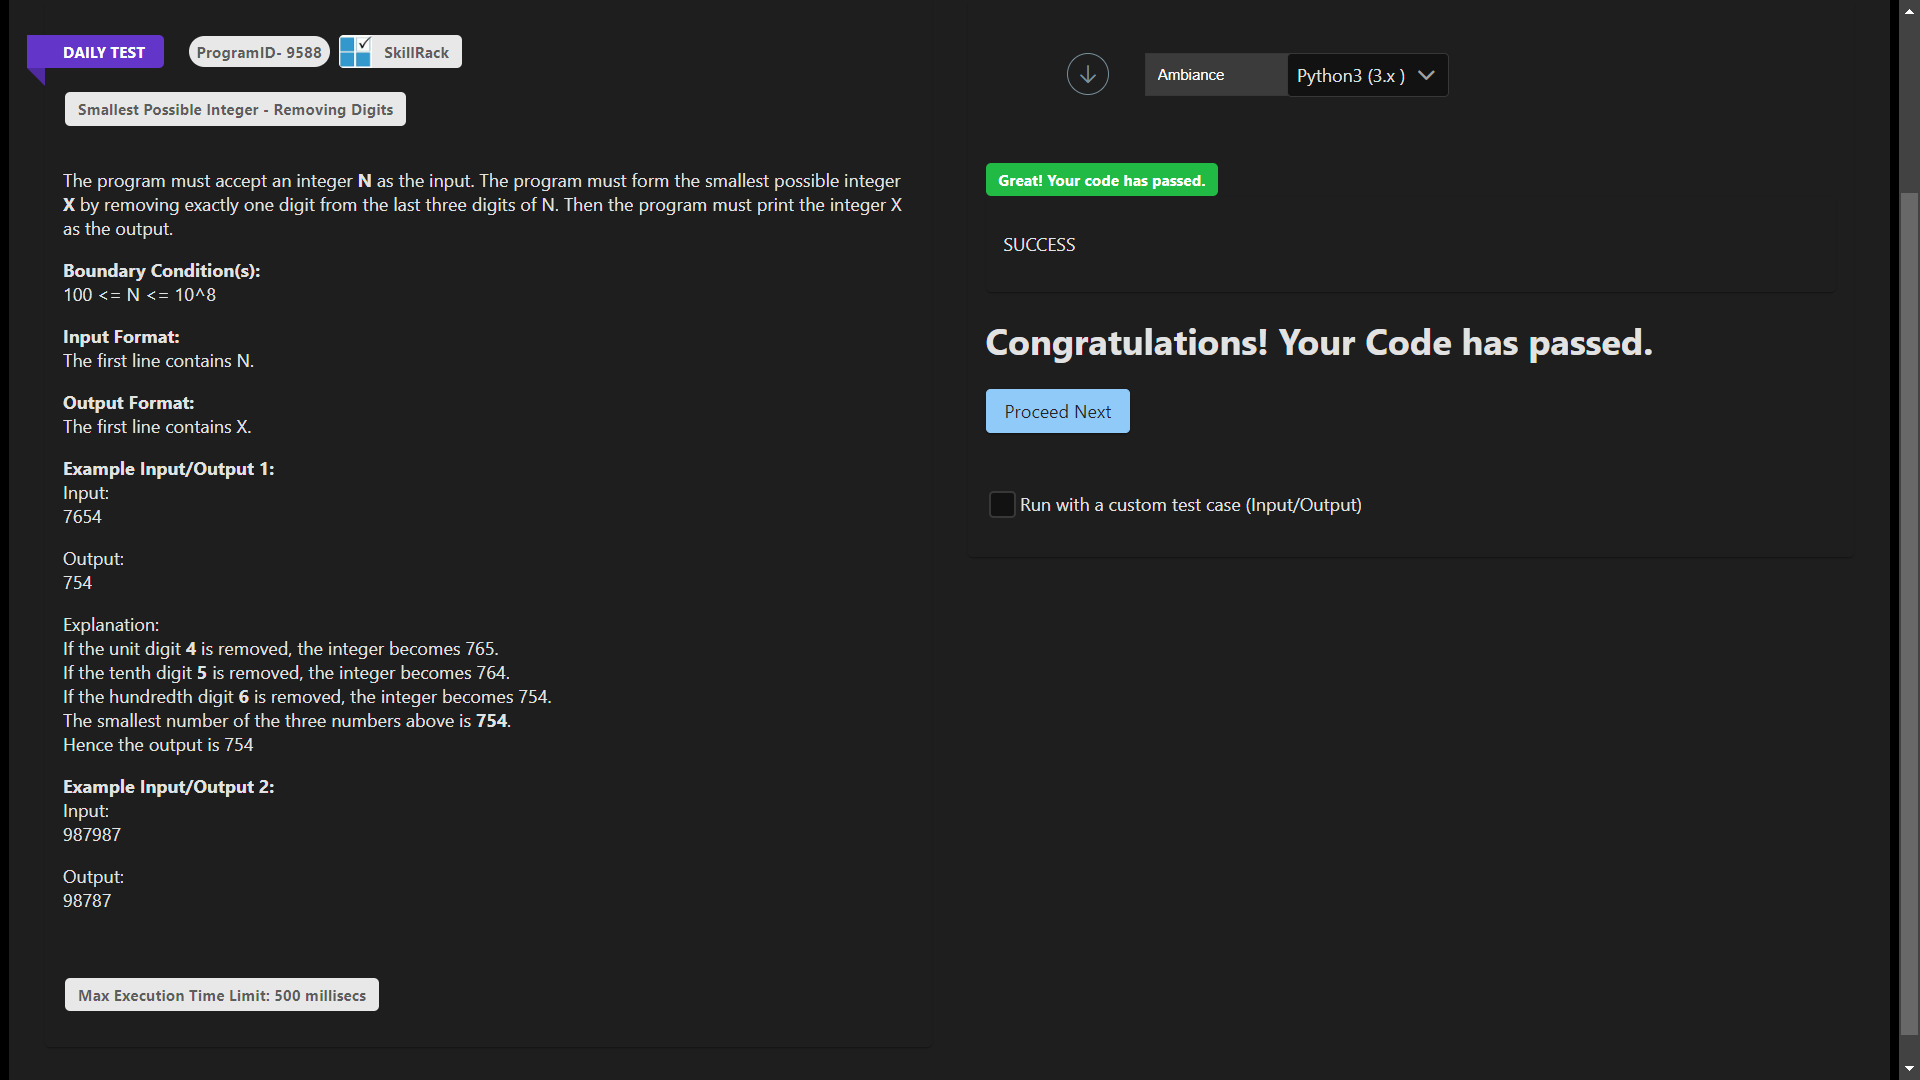 DAILY TEST
ProgramID- 9588
SkillRack
Smallest Possible Integer - Removing Digits
The program must accept an integer N as the input. The program must form the smallest possible integer
X by removing exactly one digit from the last three digits of N. Then the program must print the integer X
as the output.
Boundary Condition(s):
100 <= N <= 10^8
Input Format:
The first line contains N.
Output Format:
The first line contains X.
Example Input/Output 1:
Input:
7654
Output:
754
Explanation:
If the unit digit 4 is removed, the integer becomes 765.
If the tenth digit 5 is removed, the integer becomes 764.
If the hundredth digit 6 is removed, the integer becomes 754.
The smallest number of the three numbers above is 754.
Hence the output is 754
Example Input/Output 2:
Input:
987987
Output:
98787
Max Execution Time Limit: 500 millisecs
Ambiance
Python3 (3.x )
Great! Your code has passed.
SUCCESS
Congratulations! Your Code has passed.
Proceed Next
Run with a custom test case (Input/Output)